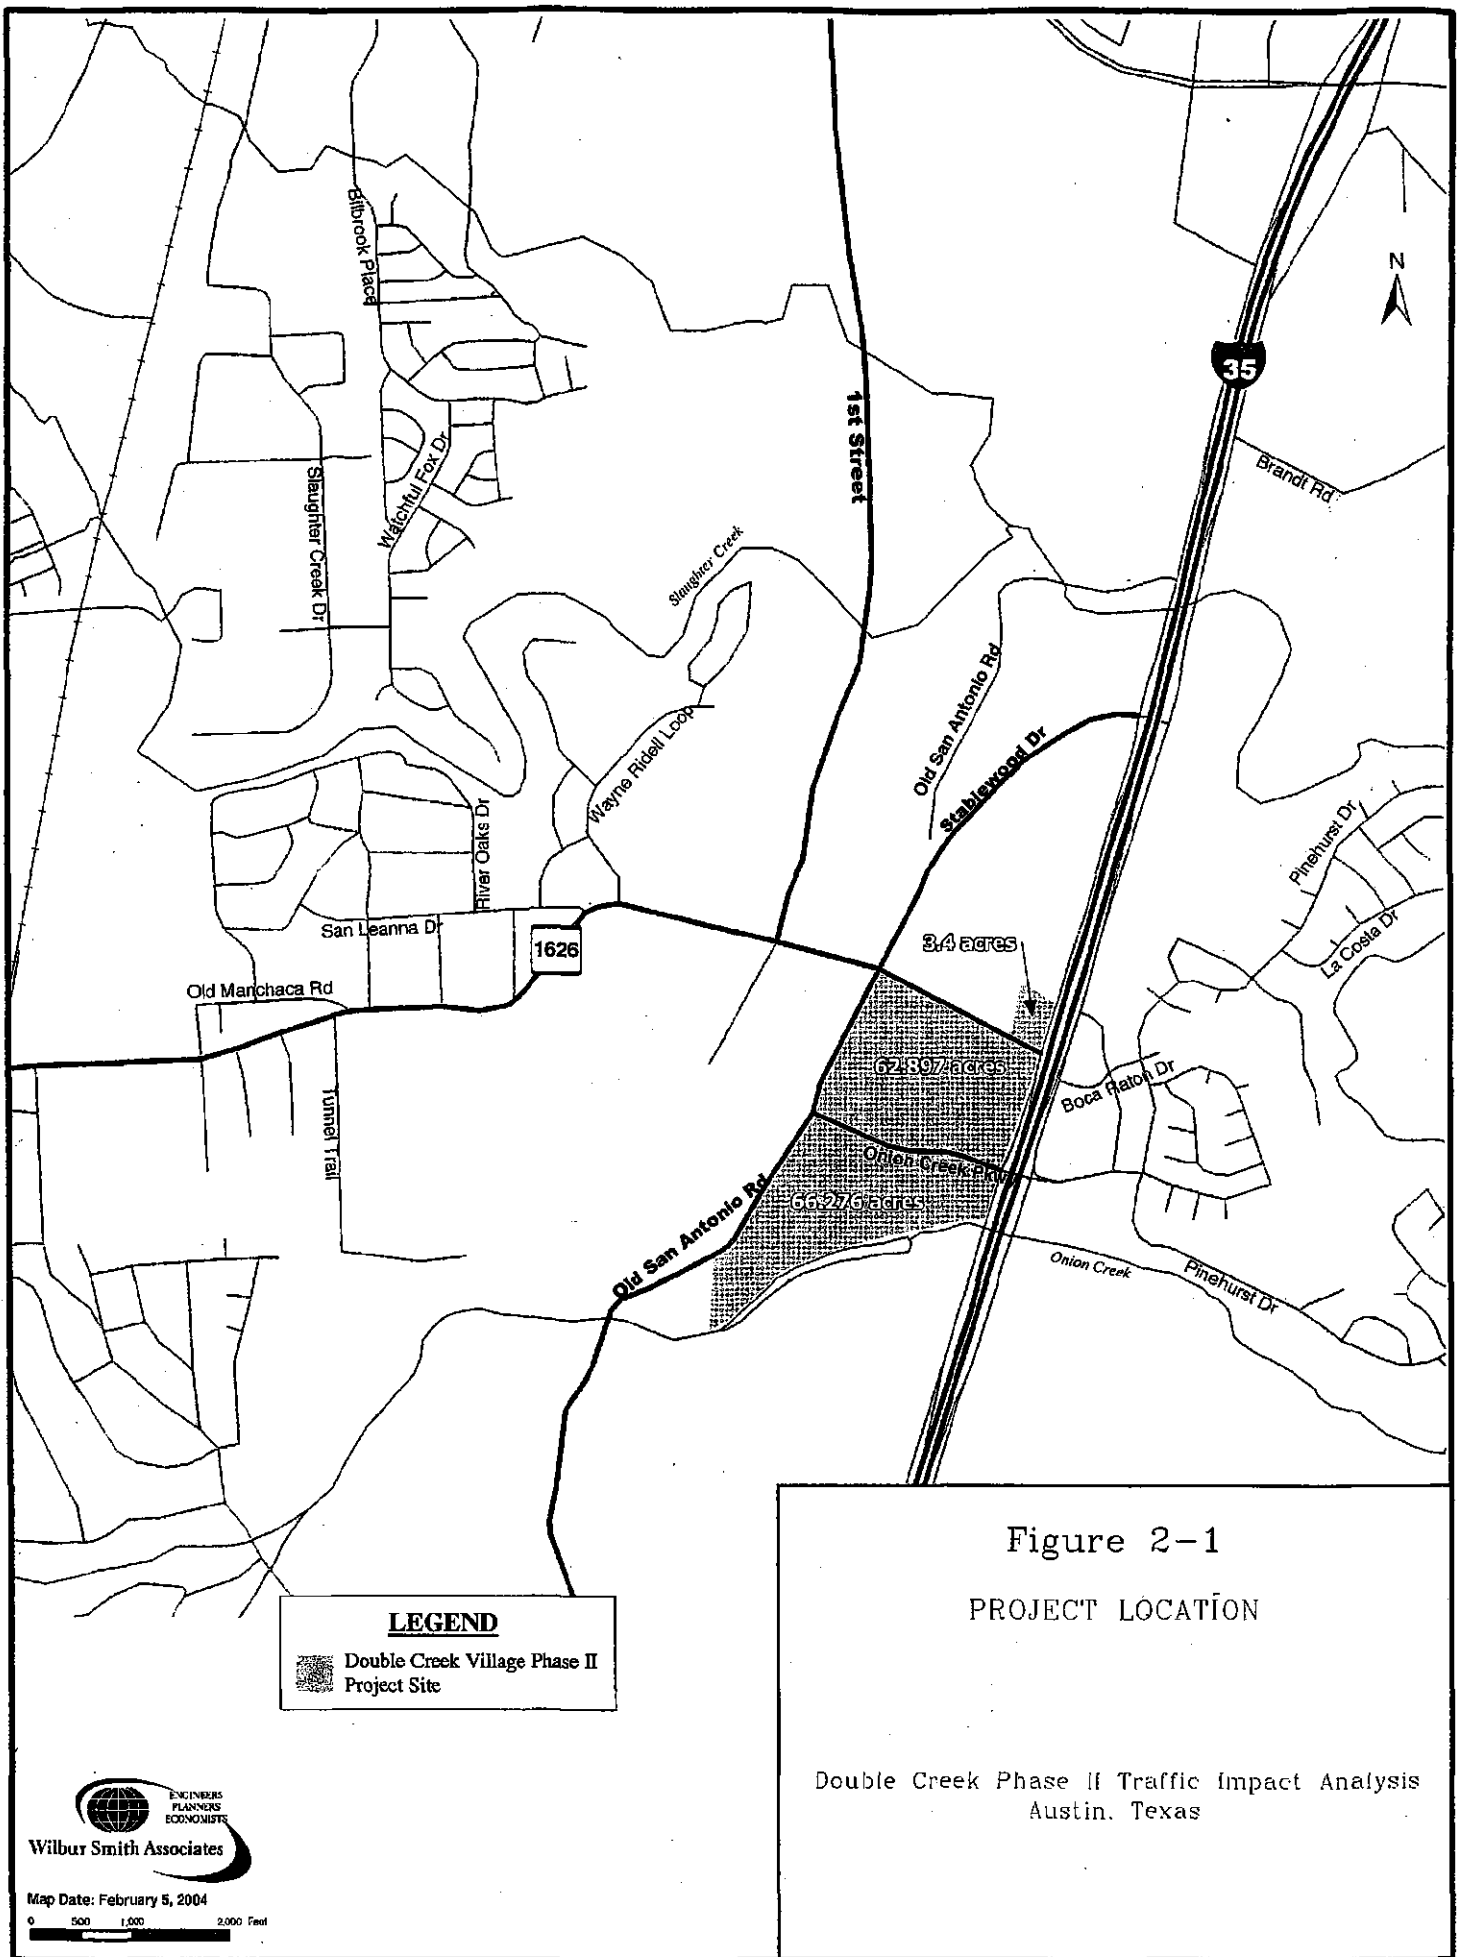 Bilbrook Place
N
35
1st Street
Brandt Rd
Watchful Fox Dr
Slaughter Creek Dr
Slaughter Creek
Old San Antonio Rd
Stablewood Dr
Wayne Ridell Loop
River Oaks Dr
Pinehurst Dr
La Costa Dr
San Leanna Dr
1626
3.4 acres
Old Manchaca Rd
62.897 acres
Boca Raton Dr
Tunnel Trail
Onion Creek Pkwy
66.276 acres
Old San Antonio Rd
Onion Creek
Pinehurst Dr
LEGEND
Double Creek Village Phase II
Project Site
Figure 2-1
PROJECT LOCATION
Double Creek Phase II Traffic Impact Analysis
Austin, Texas
ENGINEERS
PLANNERS
ECONOMISTS
Wilbur Smith Associates
Map Date: February 5, 2004
0 500 1,000 2,000 Feet